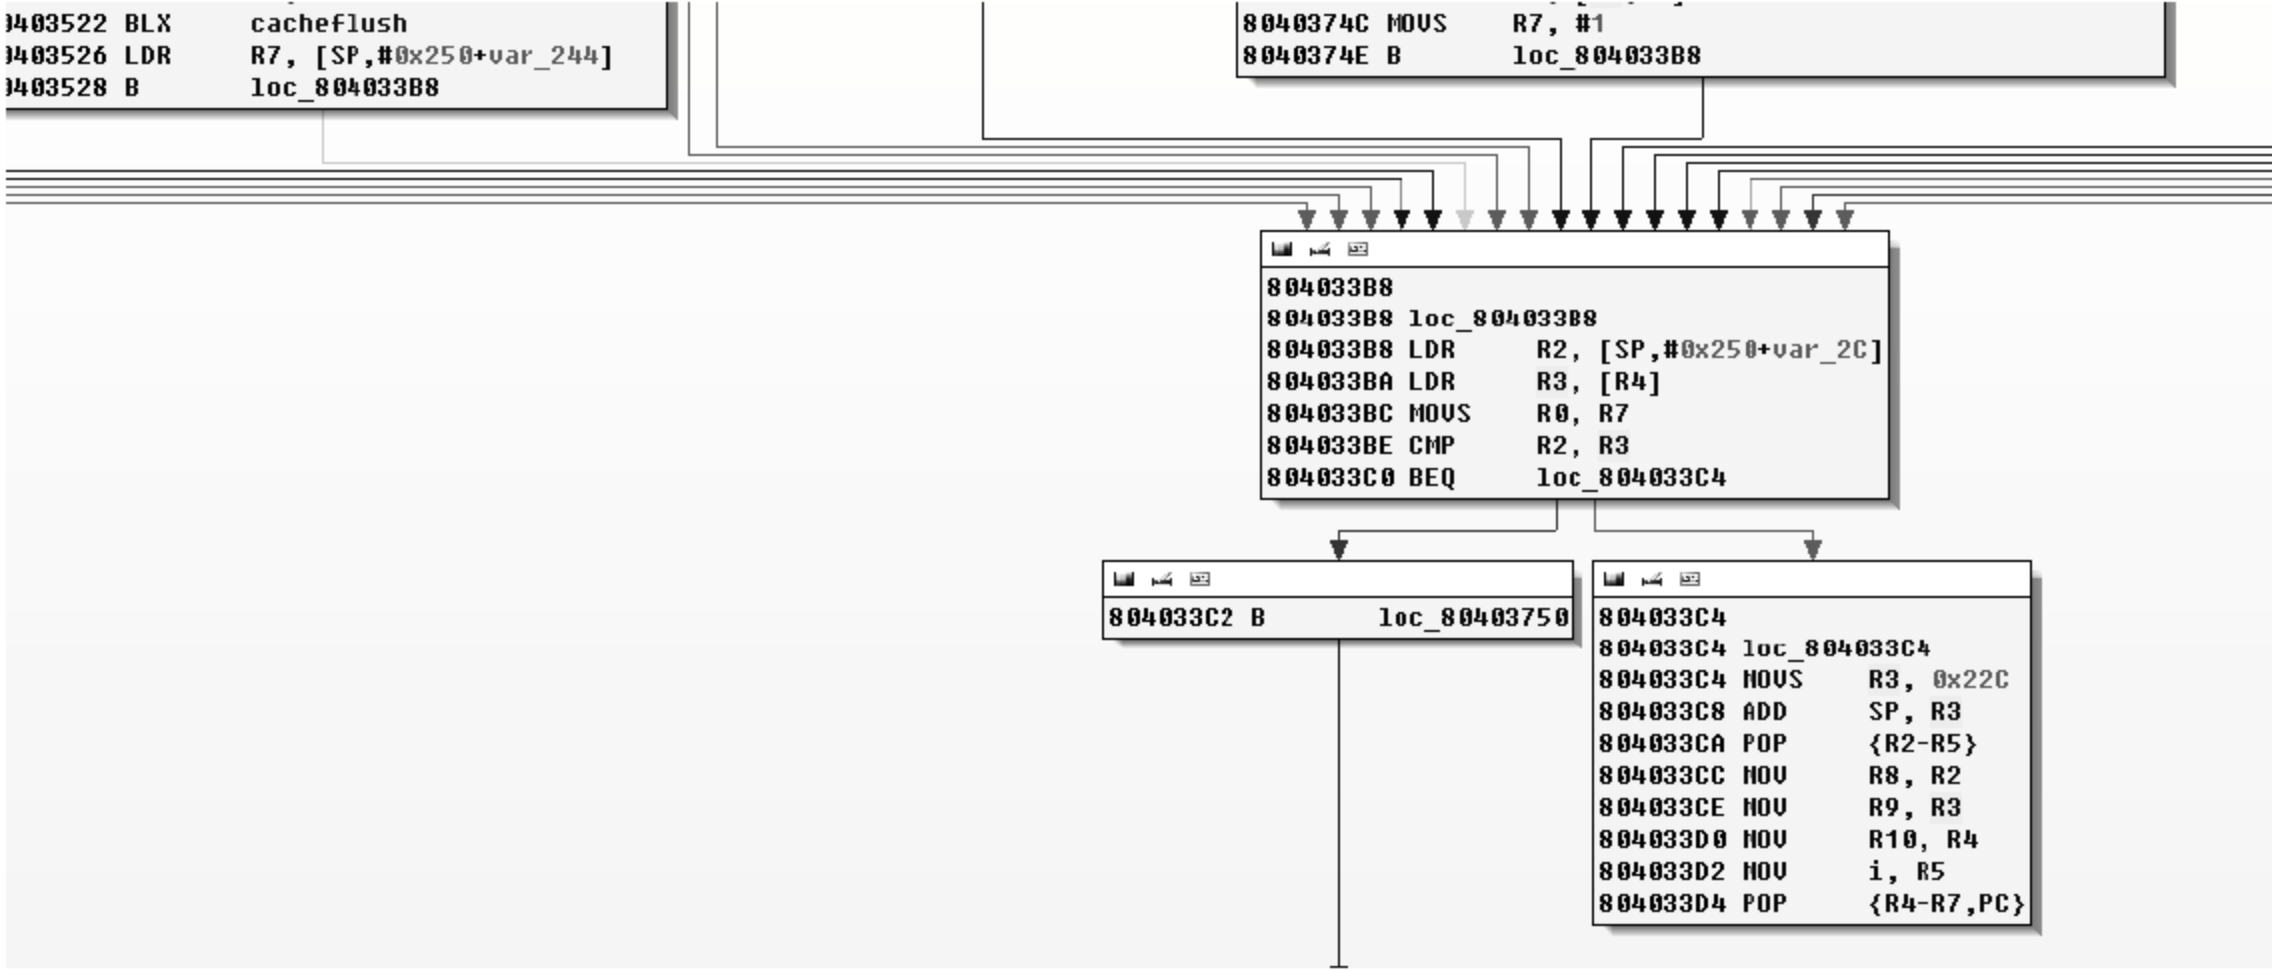 0403522 BLX cacheflush
0403526 LDR R7, [SP,#0x250+var_244]
0403528 B loc_804033B8
8040374C MOVS R7, #1
8040374E B loc_804033B8
804033B8
804033B8 loc_804033B8
804033B8 LDR R2, [SP,#0x250+var_2C]
804033BA LDR R3, [R4]
804033BC MOVS R0, R7
804033BE CMP R2, R3
804033C0 BEQ loc_804033C4
804033C2 B loc_80403750
804033C4
804033C4 loc_804033C4
804033C4 MOVS R3, 0x22C
804033C8 ADD SP, R3
804033CA POP {R2-R5}
804033CC MOV R8, R2
804033CE MOV R9, R3
804033D0 MOV R10, R4
804033D2 MOV i, R5
804033D4 POP {R4-R7,PC}